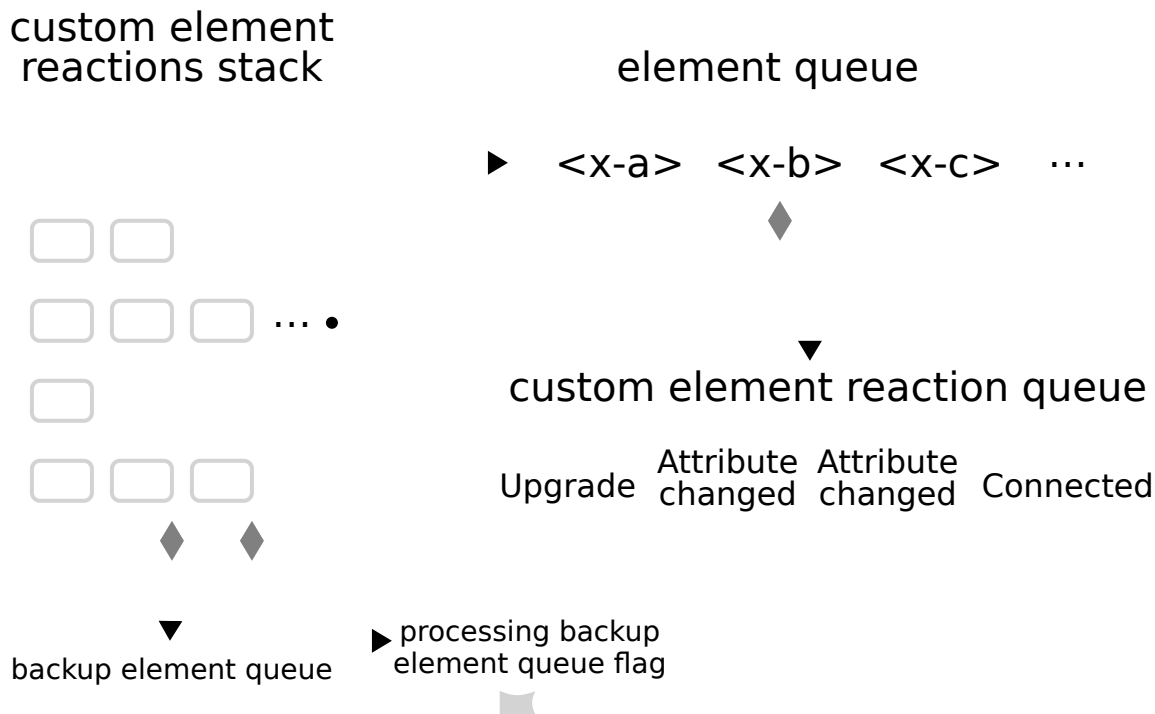 custom element
reactions stack
element queue
<x-a> <x-b> <x-c> ...
...
custom element reaction queue
Upgrade
Attribute
changed
Attribute
changed
Connected
backup element queue
processing backup
element queue flag